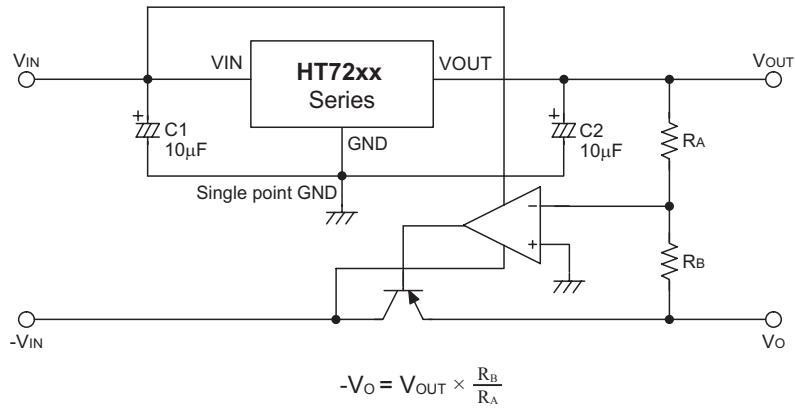 VIN
VIN
HT72xx
Series
VOUT
VOUT
+
C1
10μF
GND
+
C2
10μF
RA
Single point GND
−
+
RB
-VIN
VO
-VO = VOUT × RB/RA